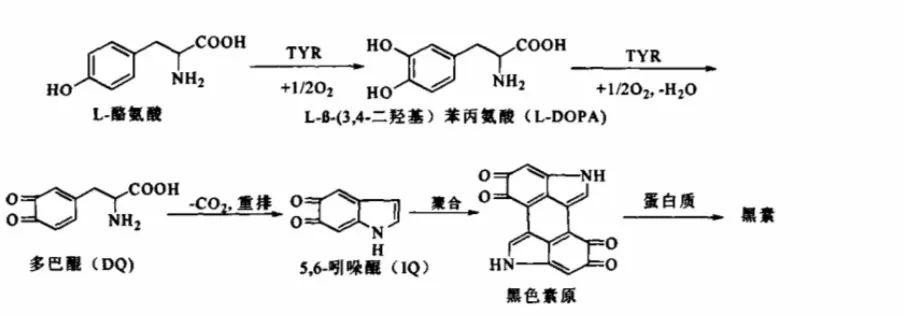 HO COOH NH2 TYR +1/2O2 HO HO COOH NH2 TYR +1/2O2, -H2O
L-酪氨酸 L-β-(3,4-二羟基)苯丙氨酸(L-DOPA)
O O COOH NH2 -CO2,重排 O O N H 聚合 O O NH HN O O 蛋白质 黑素
多巴醌(DQ) 5,6-吲哚醌(IQ) 黑色素原